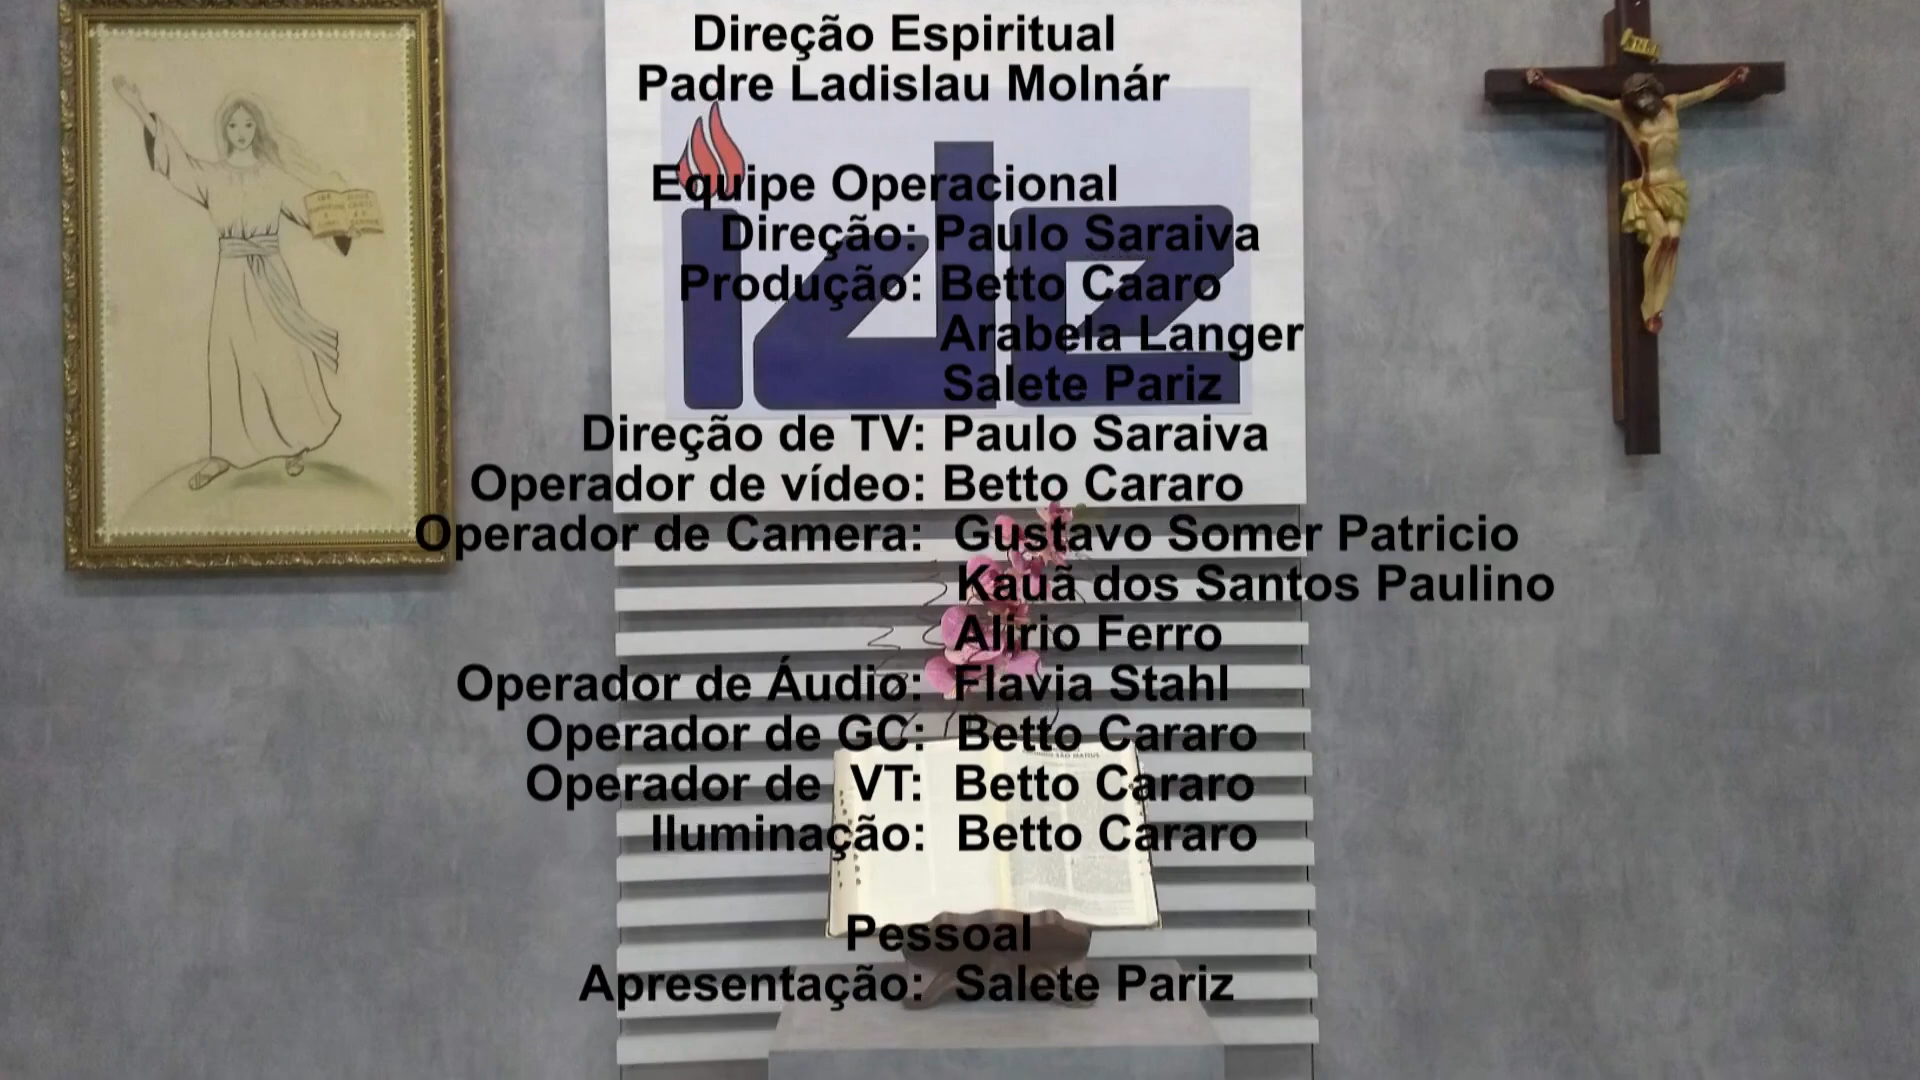 Direção Espiritual
Padre Ladislau Molnár
Equipe Operacional
Direção: Paulo Saraiva
Produção: Betto Caaro
Arabela Langer
Salete Pariz
Direção de TV: Paulo Saraiva
Operador de vídeo: Betto Cararo
Operador de Camera: Gustavo Somer Patricio
Kauã dos Santos Paulino
Alirio Ferro
Operador de Áudio: Flavia Stahl
Operador de GC: Betto Cararo
Operador de VT: Betto Cararo
Iluminação: Betto Cararo
Pessoal
Apresentação: Salete Pariz
ide